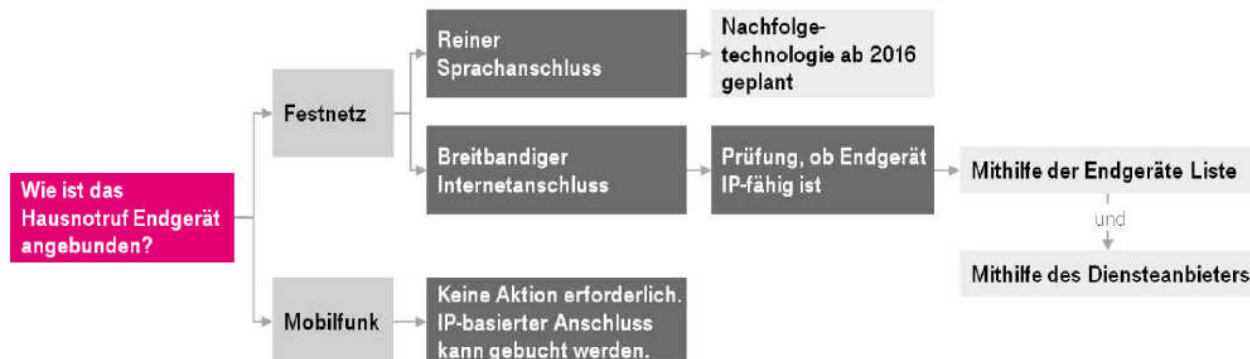 Wie ist das
Hausnotruf Endgerät
angebunden?
Festnetz
Reiner
Sprachanschluss
Nachfolge-
technologie ab 2016
geplant
Breitbandiger
Internetanschluss
Prüfung, ob Endgerät
IP-fähig ist
Mithilfe der Endgeräte Liste
und
Mithilfe des Diensteanbieters
Mobilfunk
Keine Aktion erforderlich.
IP-basierter Anschluss
kann gebucht werden.